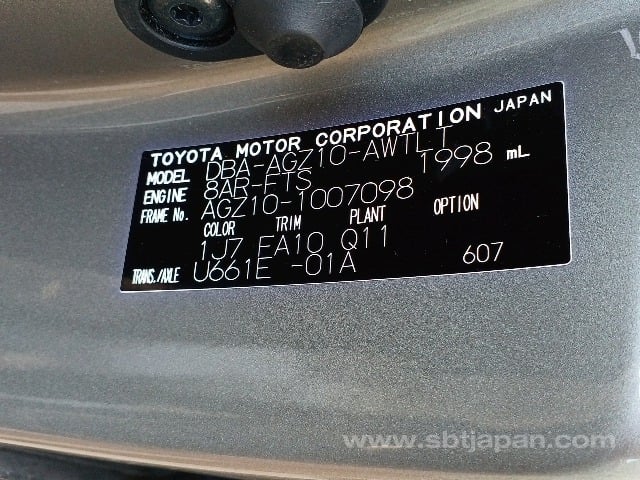 TOYOTA MOTOR CORPORATION JAPAN
MODEL DBA-AGZ10-AWTLT
ENGINE 8AR-FTS 1998 mL
FRAME No. AGZ10-1007098
COLOR TRIM PLANT OPTION
1J7 EA10 Q11
TRANS./AXLE U661E -01A 607
www.sbtjapan.com